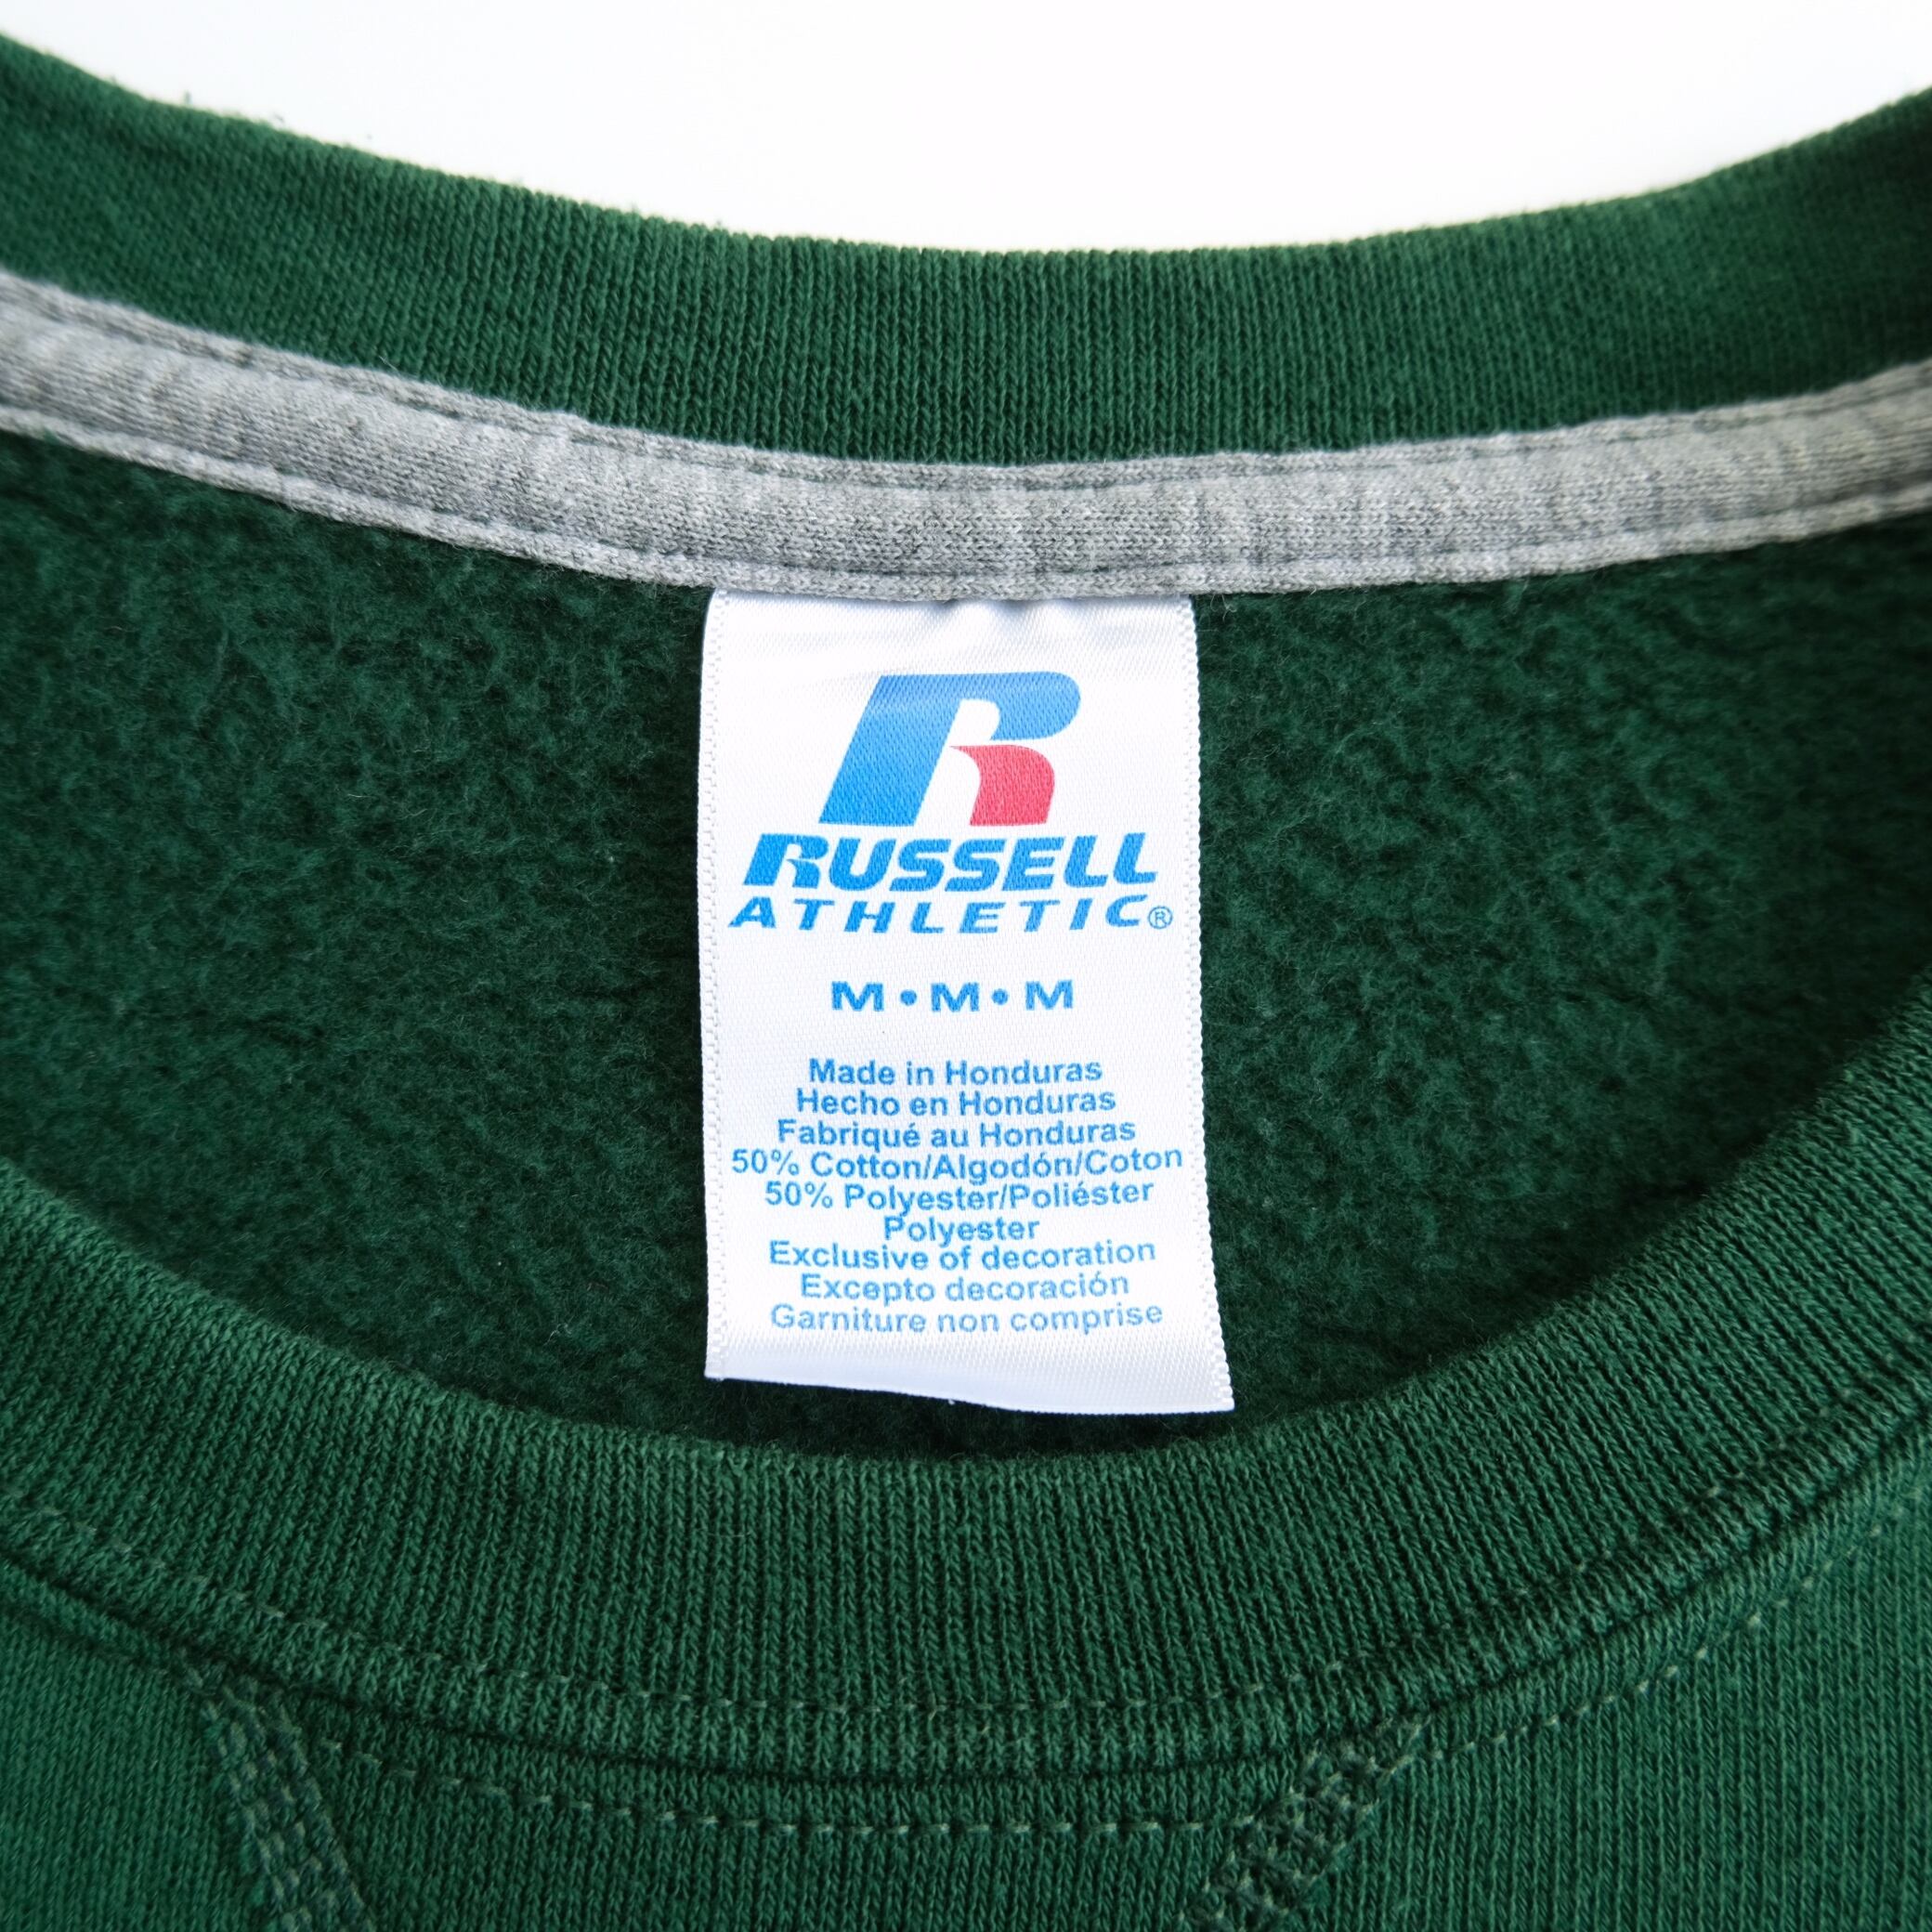 R
RUSSELL
ATHLETIC®
M • M • M
Made in Honduras
Hecho en Honduras
Fabriqué au Honduras
50% Cotton/Algodón/Coton
50% Polyester/Poliéster
Polyester
Exclusive of decoration
Excepto decoración
Garniture non comprise